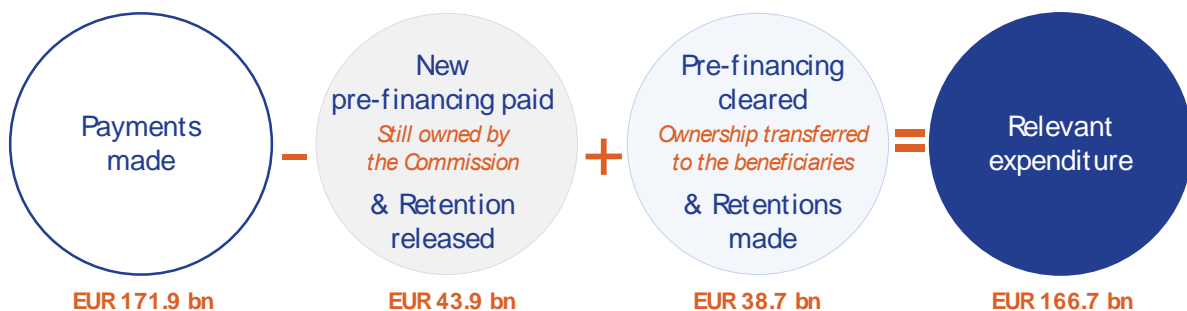 Payments
made
EUR 171.9 bn
–
New
pre-financing paid
Still owned by
the Commission
& Retention
released
EUR 43.9 bn
+
Pre-financing
cleared
Ownership transferred
to the beneficiaries
& Retentions
made
EUR 38.7 bn
=
Relevant
expenditure
EUR 166.7 bn